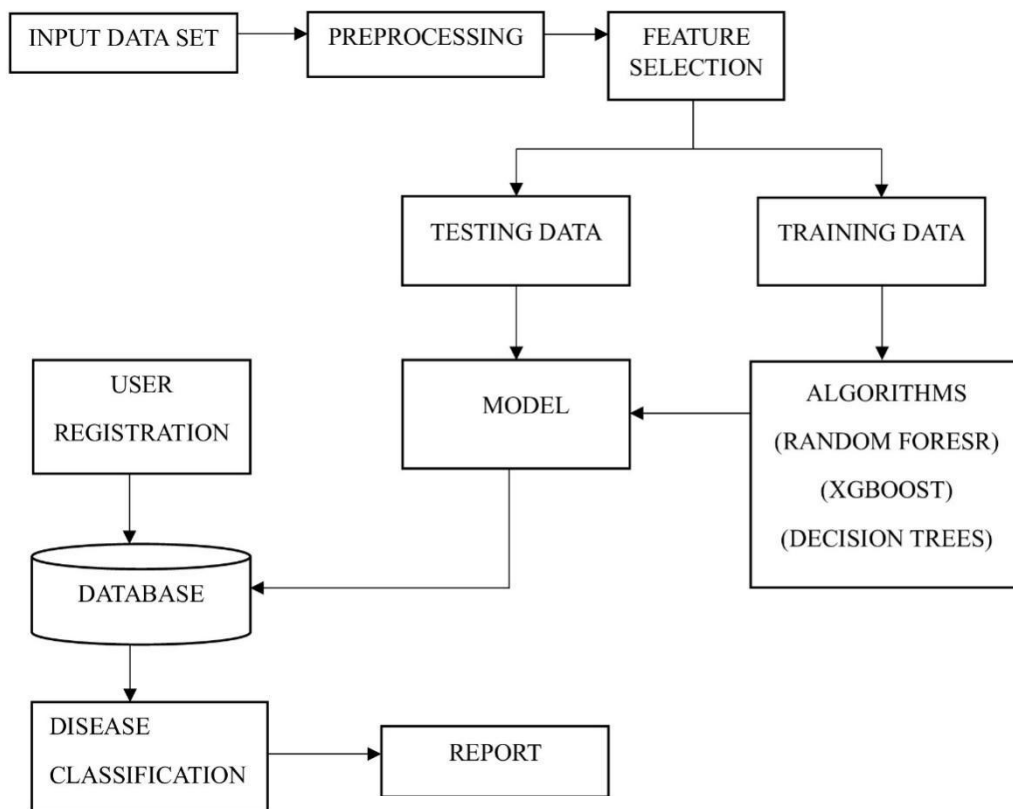 INPUT DATA SET
PREPROCESSING
FEATURE
SELECTION
TESTING DATA
TRAINING DATA
USER
REGISTRATION
MODEL
ALGORITHMS
(RANDOM FORESR)
(XGBOOST)
(DECISION TREES)
DATABASE
DISEASE
CLASSIFICATION
REPORT